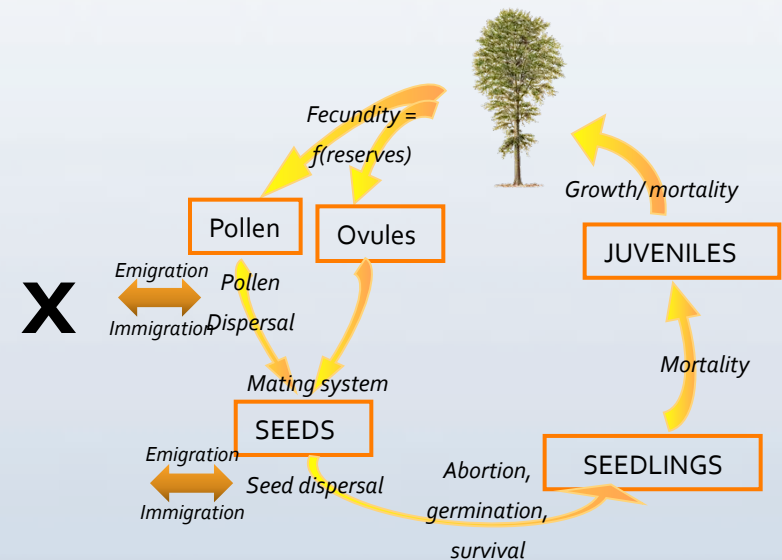 Fecundity =
f(reserves)
Growth/ mortality
Pollen
Ovules
JUVENILES
Emigration
Immigration
Pollen
Dispersal
X
Mortality
Mating system
SEEDS
Emigration
Immigration
Seed dispersal
Abortion,
germination,
survival
SEEDLINGS